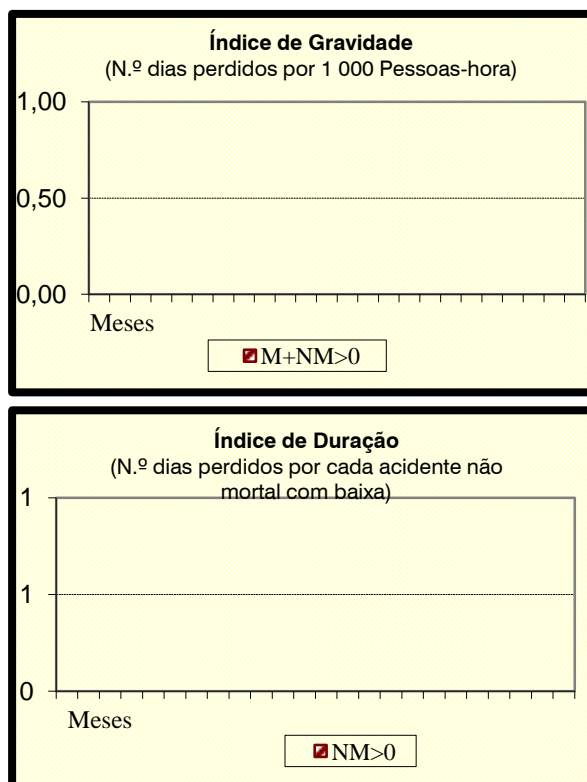 Índice de Gravidade
(N.º dias perdidos por 1 000 Pessoas-hora)
1,00
0,50
0,00
Meses
M+NM>0
Índice de Duração
(N.º dias perdidos por cada acidente não
mortal com baixa)
1
1
0
Meses
NM>0